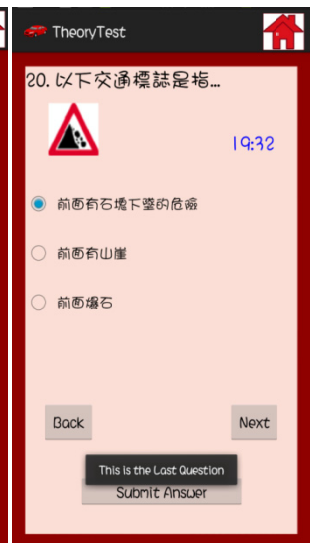 TheoryTest
20. 以下交通標誌是指...
19:32
前面有石塊下墮的危險
前面有山崖
前面爆石
Back
Next
This is the Last Question
Submit Answer